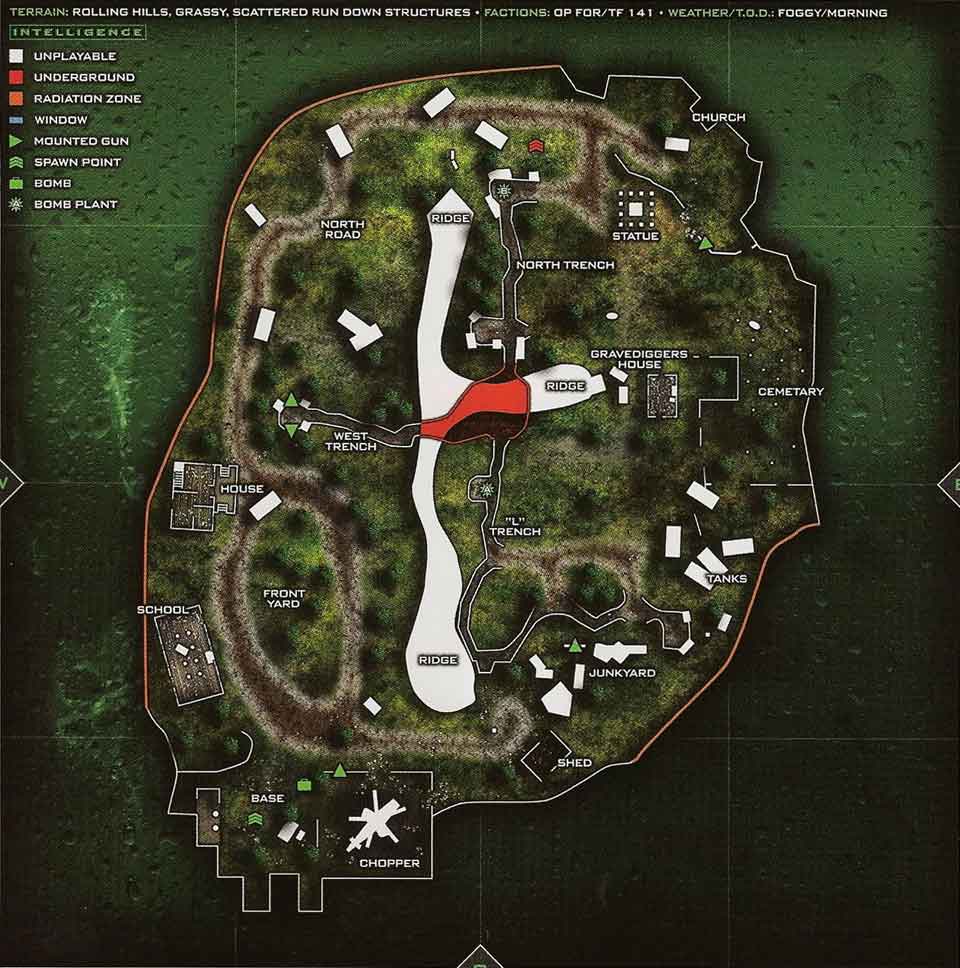 TERRAIN: ROLLING HILLS, GRASSY, SCATTERED RUN DOWN STRUCTURES • FACTIONS: OP FOR/TF 141 • WEATHER/T.O.D.: FOGGY/MORNING
INTELLIGENCE
UNPLAYABLE
UNDERGROUND
RADIATION ZONE
WINDOW
MOUNTED GUN
SPAWN POINT
BOMB
BOMB PLANT
CHURCH
RIDGE
B
NORTH
ROAD
STATUE
NORTH TRENCH
GRAVEDIGGERS
HOUSE
RIDGE
CEMETARY
WEST
TRENCH
HOUSE
A
"L"
TRENCH
TANKS
FRONT
YARD
SCHOOL
RIDGE
JUNKYARD
SHED
BASE
CHOPPER